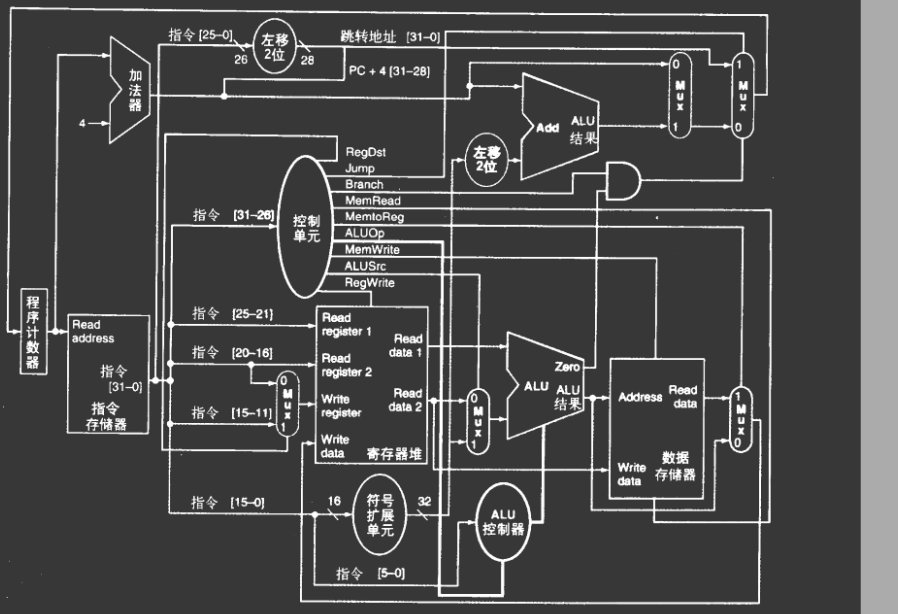 指令 [25–0]
26
左移
2位
28
跳转地址 [31–0]
PC + 4 [31–28]
加
法
器
4
0
Mux
1
1
Mux
0
Add
ALU
结果
左移
2位
RegDst
Jump
Branch
MemRead
MemtoReg
ALUOp
MemWrite
ALUSrc
RegWrite
控制
单元
指令 [31–26]
程
序
计
数
器
Read
address
指令
[31–0]
指令
存储器
指令 [25–21]
指令 [20–16]
指令 [15–11]
0
Mux
1
Read
register 1
Read
register 2
Write
register
Write
data
Read
data 1
Read
data 2
寄存器堆
0
Mux
1
Zero
ALU
ALU
结果
Address
Read
data
Write
data
数据
存储器
1
Mux
0
指令 [15–0]
16
符号
扩展
单元
32
ALU
控制器
指令 [5–0]